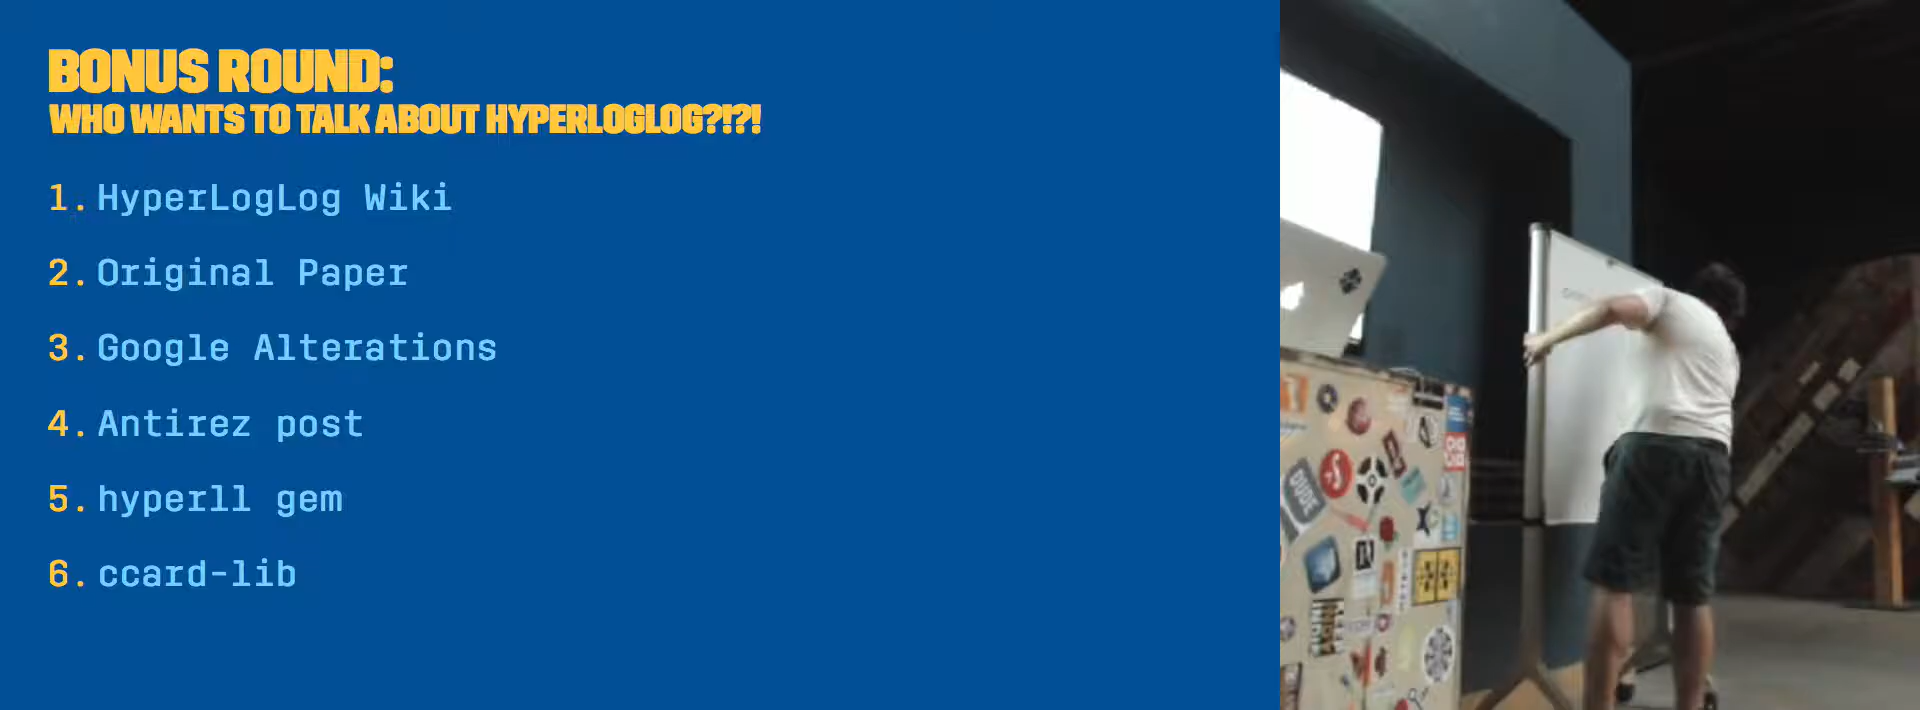 BONUS ROUND:
WHO WANTS TO TALK ABOUT HYPERLOGLOG?!?!
1. HyperLogLog Wiki
2. Original Paper
3. Google Alterations
4. Antirez post
5. hyperll gem
6. ccard-lib
DUDE